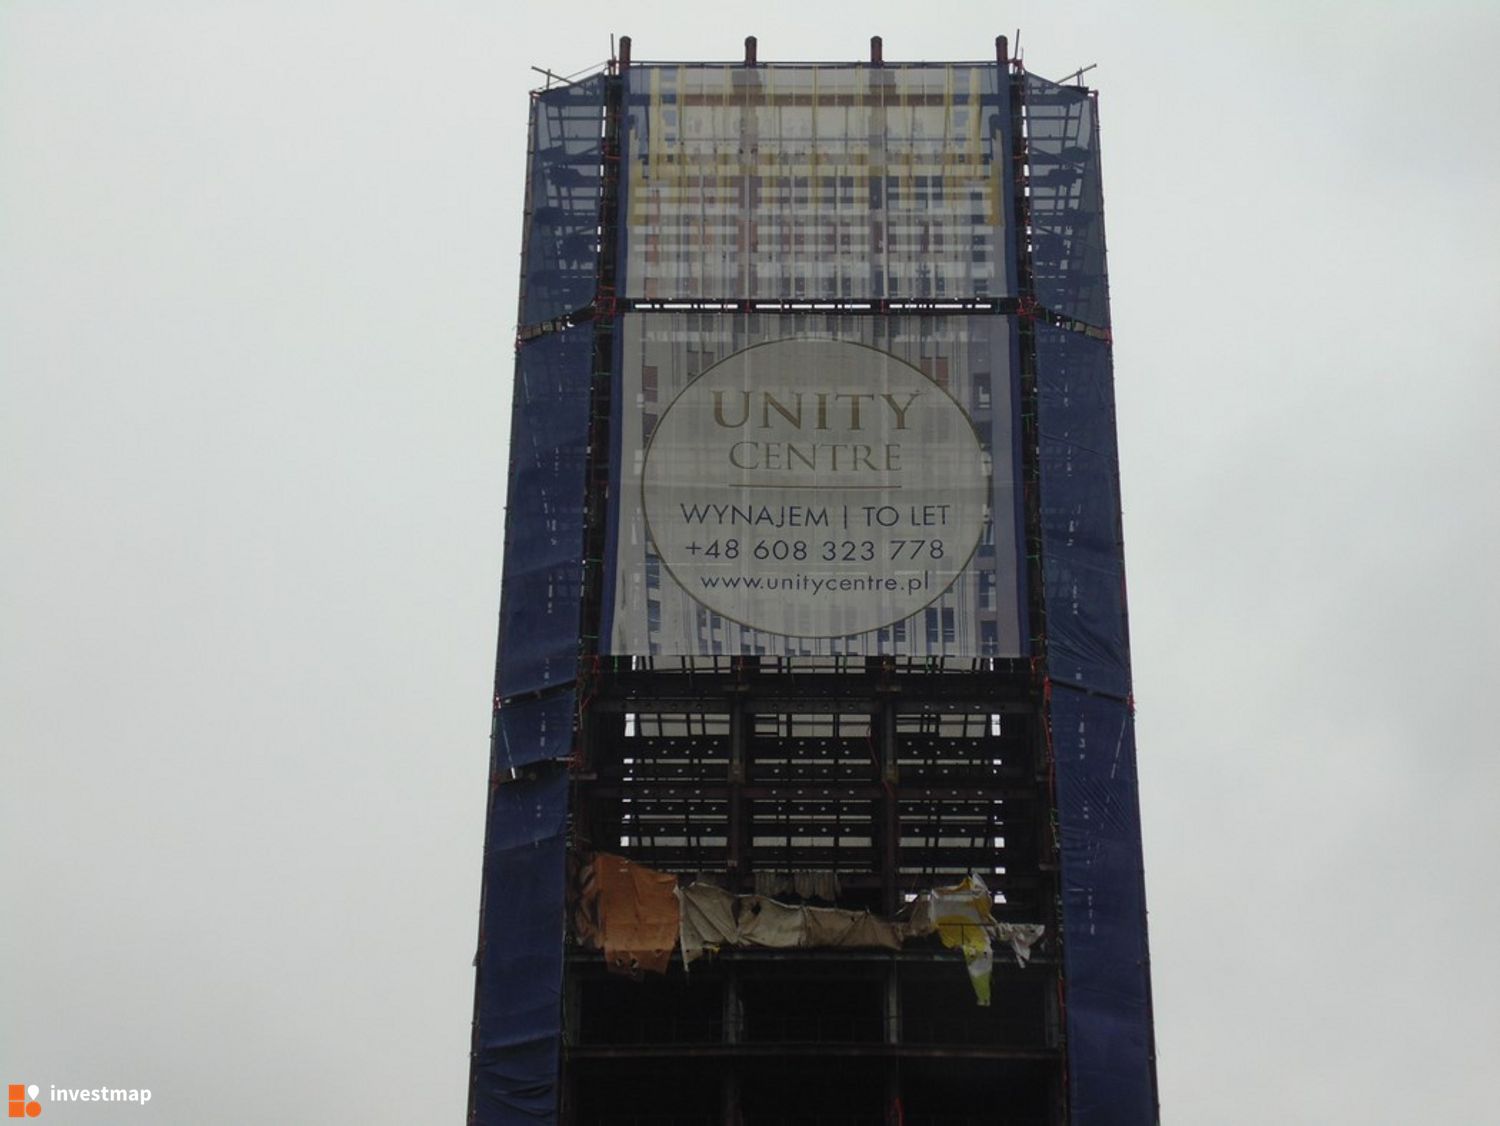 UNITY
CENTRE
WYNAJEM | TO LET
+48 608 323 778
www.unitycentre.pl
investmap